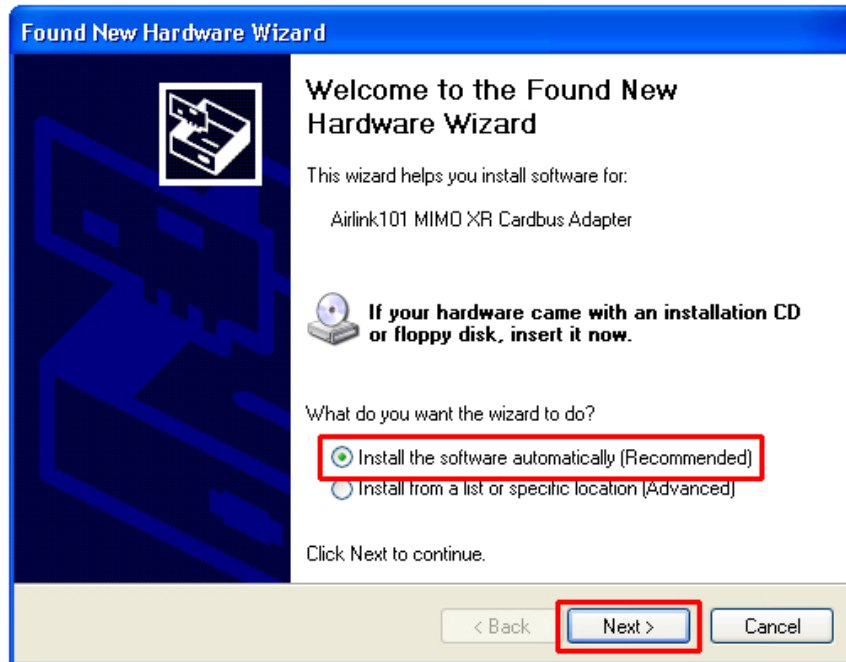 Found New Hardware Wizard
Welcome to the Found New
Hardware Wizard
This wizard helps you install software for:
Airlink101 MIMO XR Cardbus Adapter
If your hardware came with an installation CD
or floppy disk, insert it now.
What do you want the wizard to do?
Install the software automatically (Recommended)
Install from a list or specific location (Advanced)
Click Next to continue.
< Back
Next >
Cancel